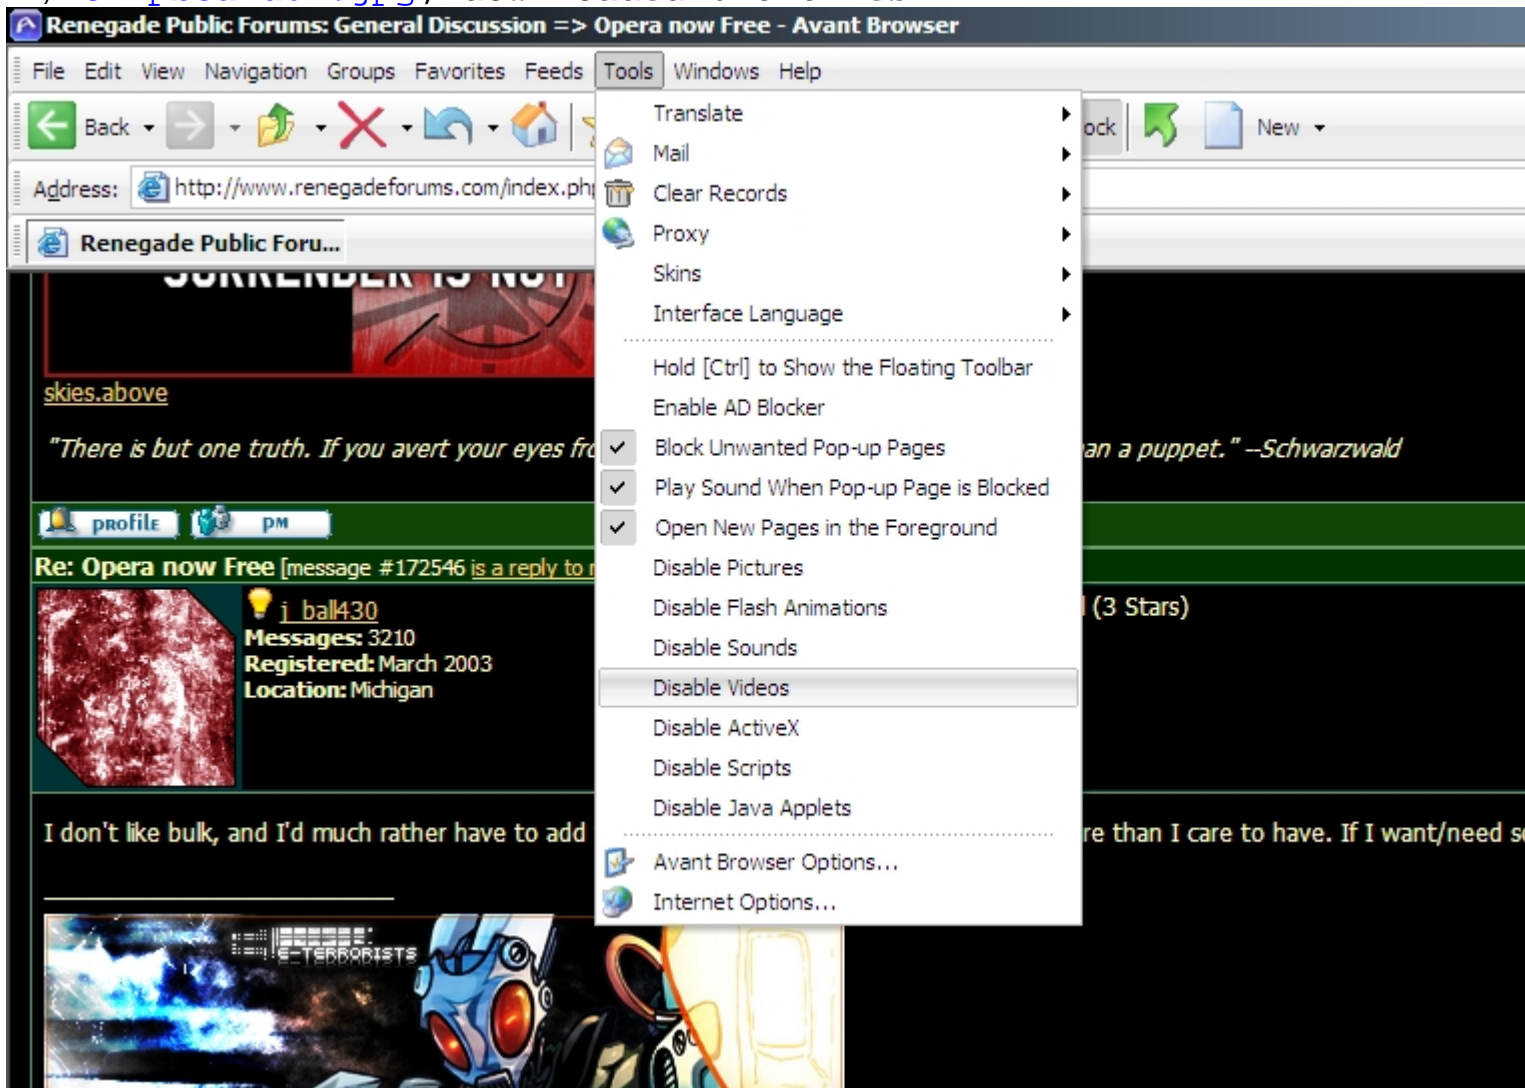 Renegade Public Forums: General Discussion => Opera now Free - Avant Browser
File Edit View Navigation Groups Favorites Feeds Tools Windows Help
Back New
Address: http://www.renegadeforums.com/index.php
Renegade Public Foru...
Translate
Mail
Clear Records
Proxy
Skins
Interface Language
Hold [Ctrl] to Show the Floating Toolbar
Enable AD Blocker
Block Unwanted Pop-up Pages
Play Sound When Pop-up Page is Blocked
Open New Pages in the Foreground
Disable Pictures
Disable Flash Animations
Disable Sounds
Disable Videos
Disable ActiveX
Disable Scripts
Disable Java Applets
Avant Browser Options...
Internet Options...
SURRENDER IS NOT
skies.above
"There is but one truth. If you avert your eyes an a puppet." --Schwarzwald
profile pm
Re: Opera now Free [message #172546 is a reply to
j_ball430 (3 Stars)
Messages: 3210
Registered: March 2003
Location: Michigan
I don't like bulk, and I'd much rather have to add re than I care to have. If I want/need
E-TERRORISTS